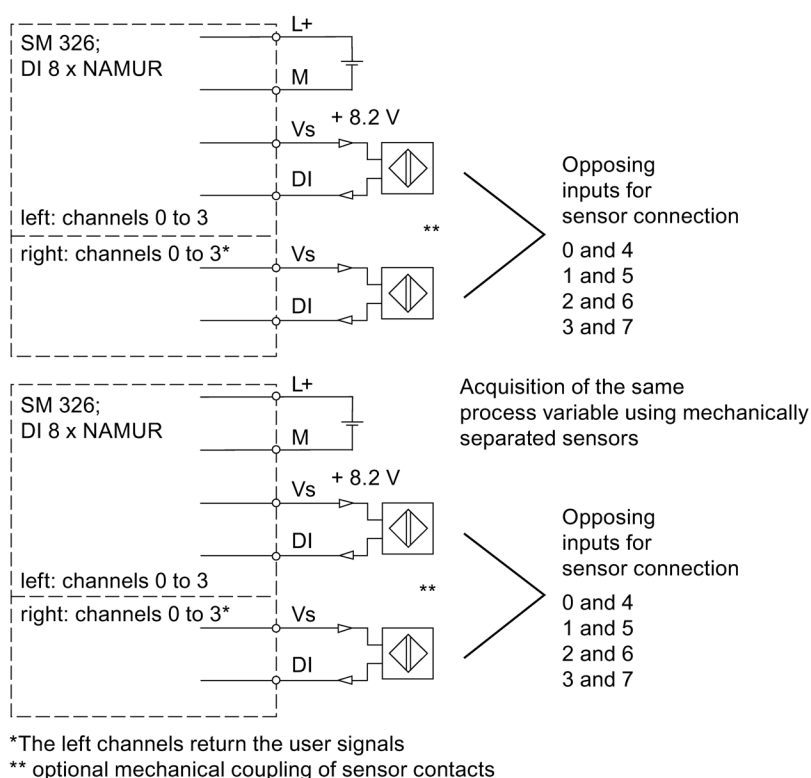 SM 326;
DI 8 x NAMUR
L+
M
Vs
+ 8.2 V
DI
left: channels 0 to 3
right: channels 0 to 3*
Vs
DI
**
Opposing
inputs for
sensor connection
0 and 4
1 and 5
2 and 6
3 and 7
SM 326;
DI 8 x NAMUR
L+
M
Vs
+ 8.2 V
DI
left: channels 0 to 3
right: channels 0 to 3*
Vs
DI
**
Acquisition of the same
process variable using mechanically
separated sensors
Opposing
inputs for
sensor connection
0 and 4
1 and 5
2 and 6
3 and 7
*The left channels return the user signals
** optional mechanical coupling of sensor contacts